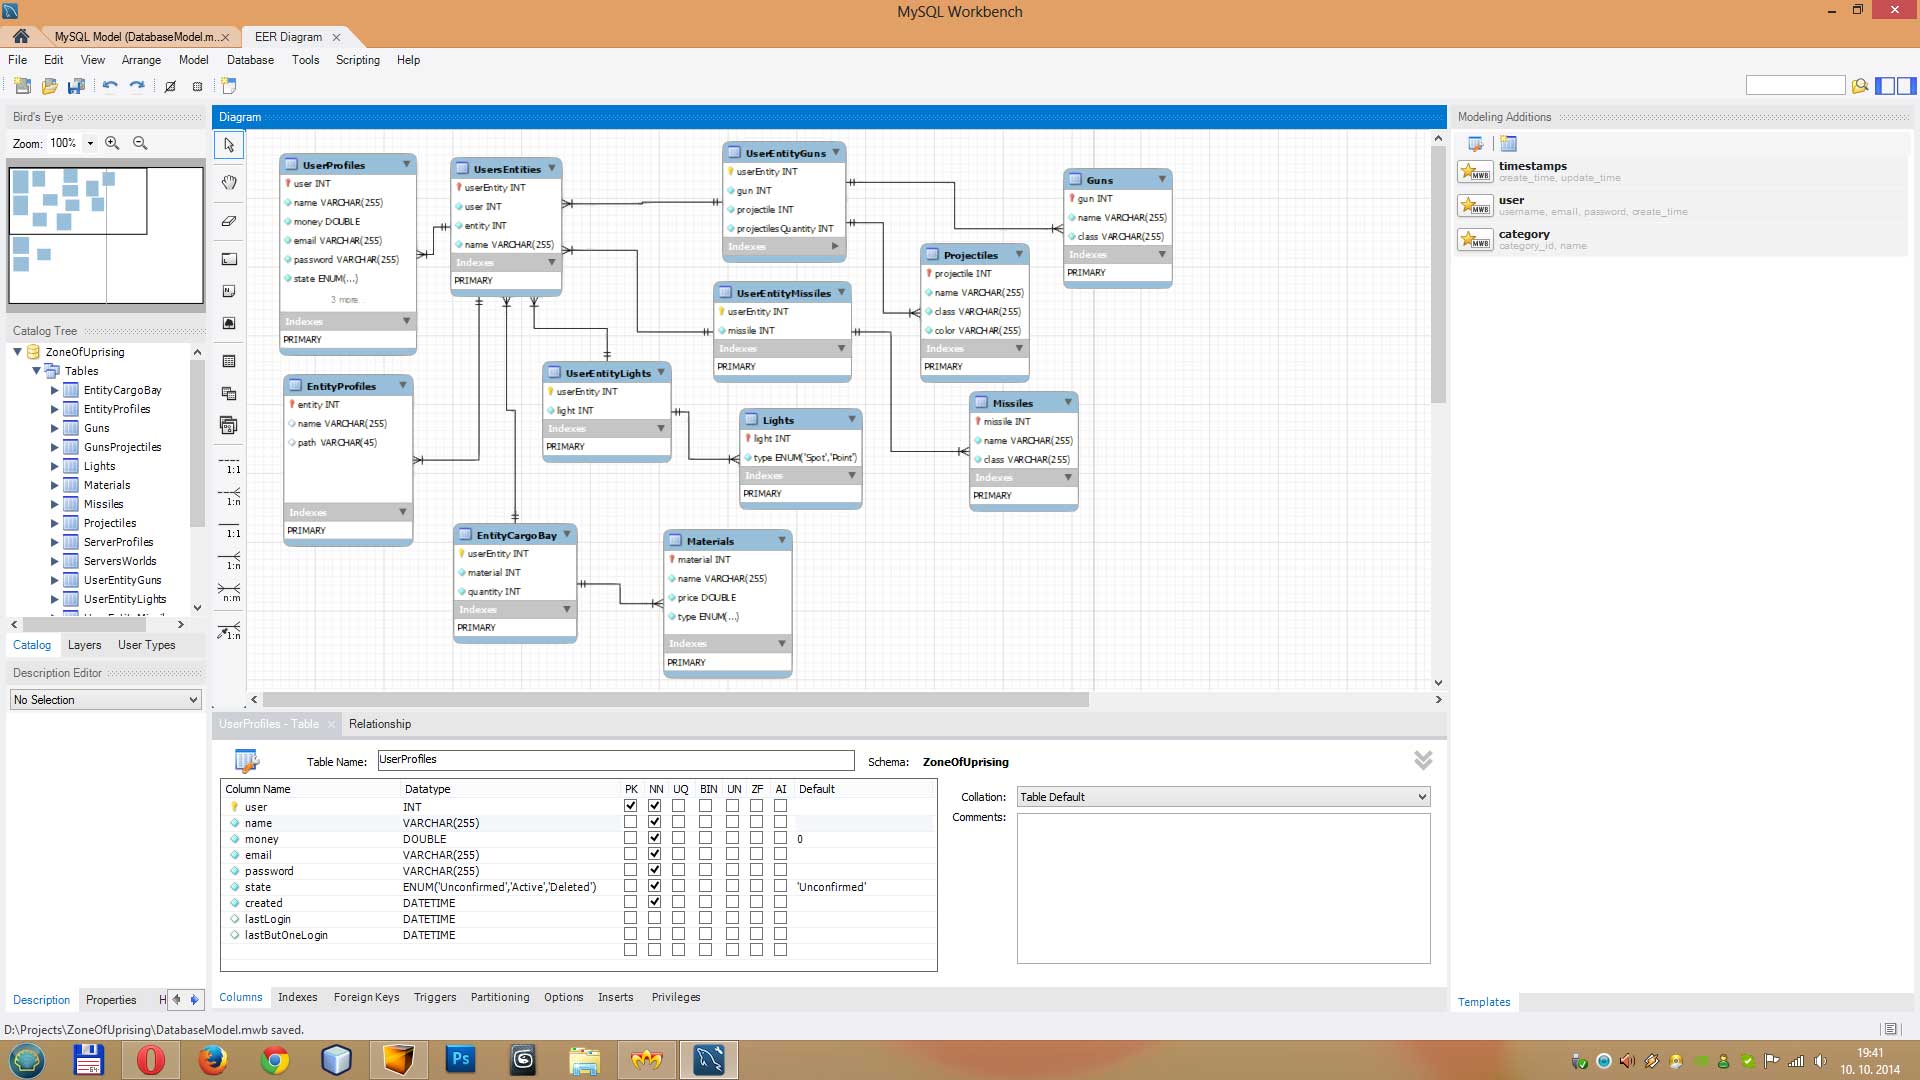 MySQL Workbench
MySQL Model (DatabaseModel.m...
EER Diagram
File Edit View Arrange Model Database Tools Scripting Help
Bird's Eye
Zoom: 100%
Catalog Tree
ZoneOfUprising
Tables
EntityCargoBay
EntityProfiles
Guns
GunsProjectiles
Lights
Materials
Missiles
Projectiles
ServerProfiles
ServersWorlds
UserEntityGuns
UserEntityLights
Catalog Layers User Types
Description Editor
No Selection
Description Properties H
Diagram
1:1
1:n
1:1
1:n
n:m
1:n
UserProfiles
user INT
name VARCHAR(255)
money DOUBLE
email VARCHAR(255)
password VARCHAR(255)
state ENUM(...)
3 more...
Indexes
PRIMARY
UsersEntities
userEntity INT
user INT
entity INT
name VARCHAR(255)
Indexes
PRIMARY
UserEntityGuns
userEntity INT
gun INT
projectile INT
projectilesQuantity INT
Indexes
Guns
gun INT
name VARCHAR(255)
class VARCHAR(255)
Indexes
PRIMARY
Projectiles
projectile INT
name VARCHAR(255)
class VARCHAR(255)
color VARCHAR(255)
Indexes
PRIMARY
UserEntityMissiles
userEntity INT
missile INT
Indexes
PRIMARY
EntityProfiles
entity INT
name VARCHAR(255)
path VARCHAR(45)
Indexes
PRIMARY
UserEntityLights
userEntity INT
light INT
Indexes
PRIMARY
Lights
light INT
type ENUM('Spot','Point')
Indexes
PRIMARY
Missiles
missile INT
name VARCHAR(255)
class VARCHAR(255)
Indexes
PRIMARY
EntityCargoBay
userEntity INT
material INT
quantity INT
Indexes
PRIMARY
Materials
material INT
name VARCHAR(255)
price DOUBLE
type ENUM(...)
Indexes
PRIMARY
Modeling Additions
timestamps
create_time, update_time
user
username, email, password, create_time
category
category_id, name
Templates
UserProfiles - Table Relationship
Table Name: UserProfiles Schema: ZoneOfUprising
Column Name Datatype PK NN UQ BIN UN ZF AI Default
user INT
name VARCHAR(255)
money DOUBLE 0
email VARCHAR(255)
password VARCHAR(255)
state ENUM('Unconfirmed','Active','Deleted') 'Unconfirmed'
created DATETIME
lastLogin DATETIME
lastButOneLogin DATETIME
Collation: Table Default
Comments:
Columns Indexes Foreign Keys Triggers Partitioning Options Inserts Privileges
D:\Projects\ZoneOfUprising\DatabaseModel.mwb saved.
64
Ps
19:41
10. 10. 2014